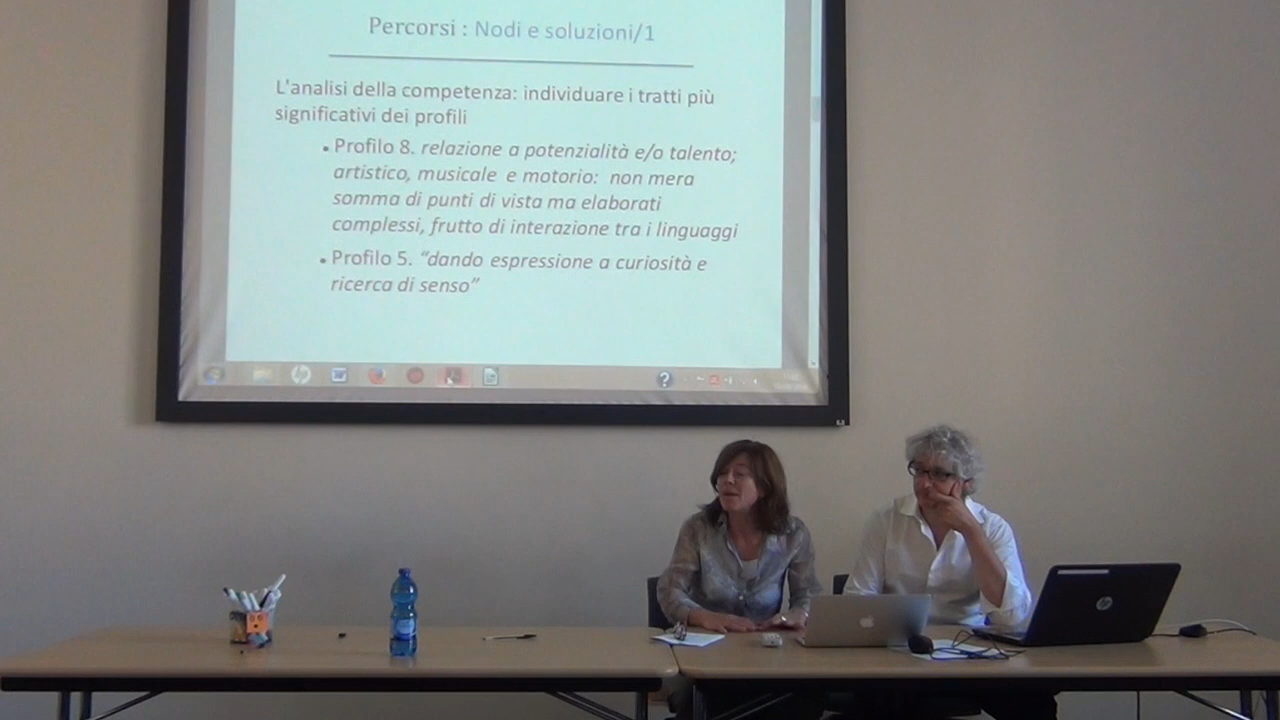 Percorsi : Nodi e soluzioni/1
L'analisi della competenza: individuare i tratti più
significativi dei profili
• Profilo 8. relazione a potenzialità e/o talento;
artistico, musicale e motorio: non mera
somma di punti di vista ma elaborati
complessi, frutto di interazione tra i linguaggi
• Profilo 5. “dando espressione a curiosità e
ricerca di senso”